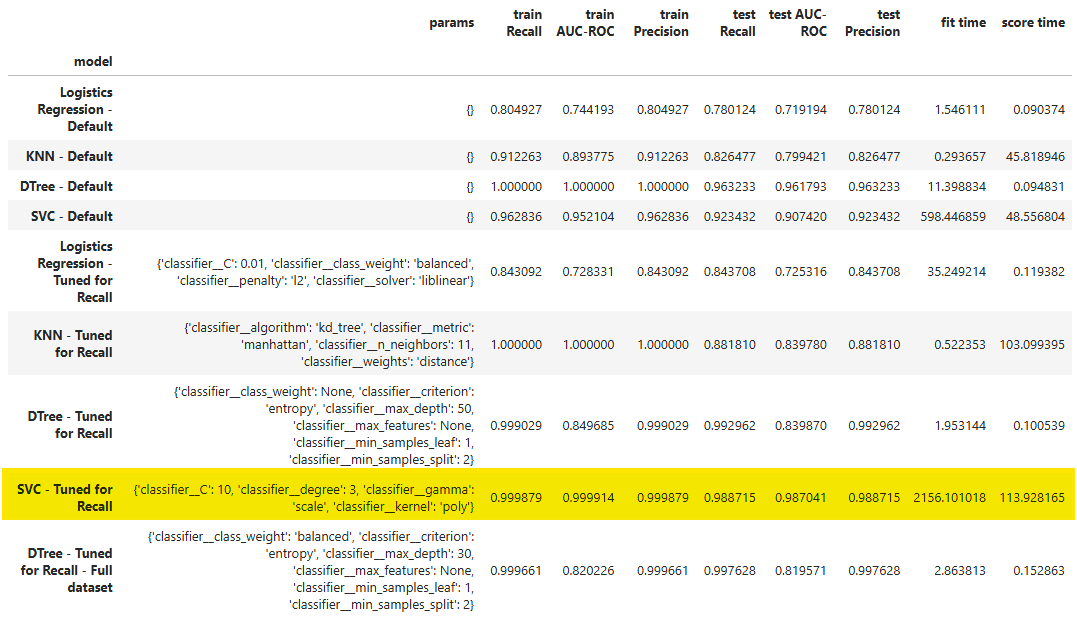 params train Recall train AUC-ROC train Precision test Recall test AUC-ROC test Precision fit time score time
model
Logistics Regression - Default {} 0.804927 0.744193 0.804927 0.780124 0.719194 0.780124 1.546111 0.090374
KNN - Default {} 0.912263 0.893775 0.912263 0.826477 0.799421 0.826477 0.293657 45.818946
DTree - Default {} 1.000000 1.000000 1.000000 0.963233 0.961793 0.963233 11.398834 0.094831
SVC - Default {} 0.962836 0.952104 0.962836 0.923432 0.907420 0.923432 598.446859 48.556804
Logistics Regression - Tuned for Recall {'classifier__C': 0.01, 'classifier__class_weight': 'balanced', 'classifier__penalty': 'l2', 'classifier__solver': 'liblinear'} 0.843092 0.728331 0.843092 0.843708 0.725316 0.843708 35.249214 0.119382
KNN - Tuned for Recall {'classifier__algorithm': 'kd_tree', 'classifier__metric': 'manhattan', 'classifier__n_neighbors': 11, 'classifier__weights': 'distance'} 1.000000 1.000000 1.000000 0.881810 0.839780 0.881810 0.522353 103.099395
DTree - Tuned for Recall {'classifier__class_weight': None, 'classifier__criterion': 'entropy', 'classifier__max_depth': 50, 'classifier__max_features': None, 'classifier__min_samples_leaf': 1, 'classifier__min_samples_split': 2} 0.999029 0.849685 0.999029 0.992962 0.839870 0.992962 1.953144 0.100539
SVC - Tuned for Recall {'classifier__C': 10, 'classifier__degree': 3, 'classifier__gamma': 'scale', 'classifier__kernel': 'poly'} 0.999879 0.999914 0.999879 0.988715 0.987041 0.988715 2156.101018 113.928165
DTree - Tuned for Recall - Full dataset {'classifier__class_weight': 'balanced', 'classifier__criterion': 'entropy', 'classifier__max_depth': 30, 'classifier__max_features': None, 'classifier__min_samples_leaf': 1, 'classifier__min_samples_split': 2} 0.999661 0.820226 0.999661 0.997628 0.819571 0.997628 2.863813 0.152863